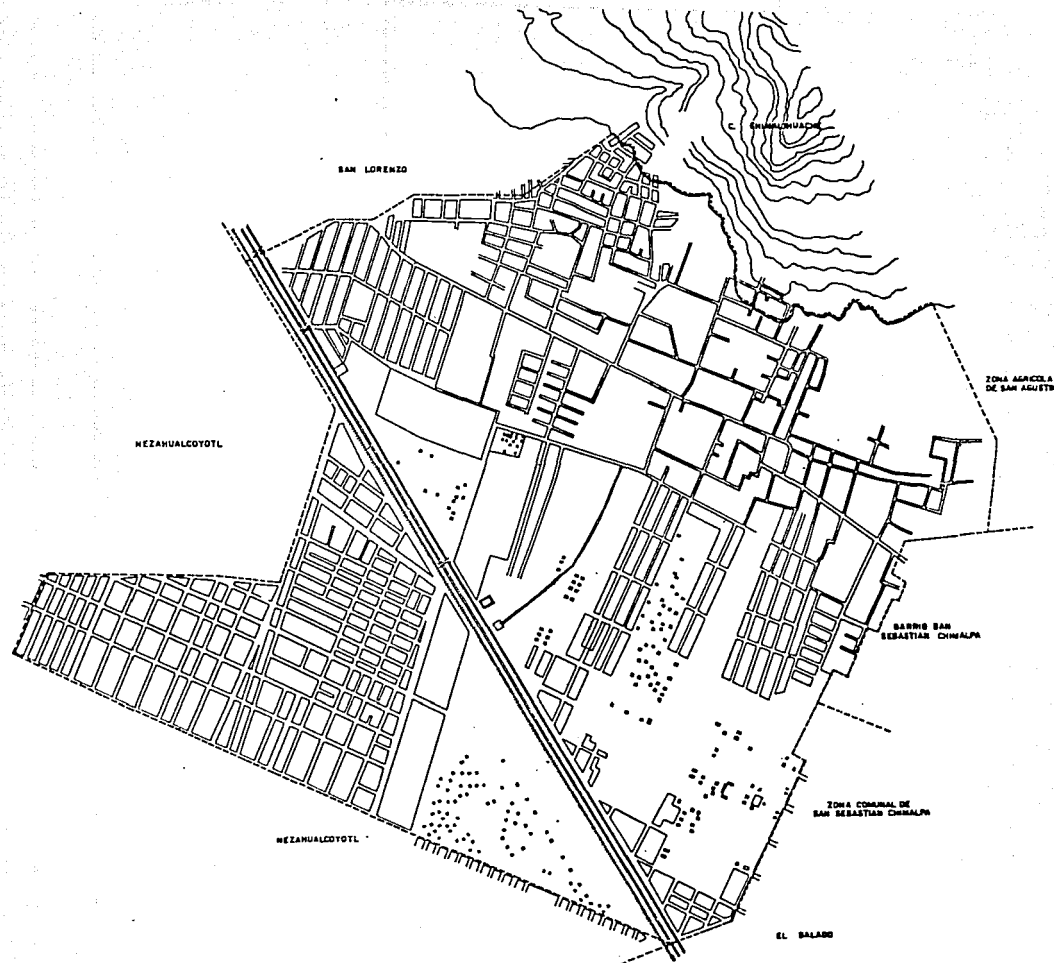 SAN LORENZO
ZONA AGRICOLA
DE SAN AGUSTIN
NEZAHUALCOYOTL
BARRIO SAN
SEBASTIAN CHIMALPA
ZONA COMUNAL DE
SAN SEBASTIAN CHIMALPA
NEZAHUALCOYOTL
EL SALADO